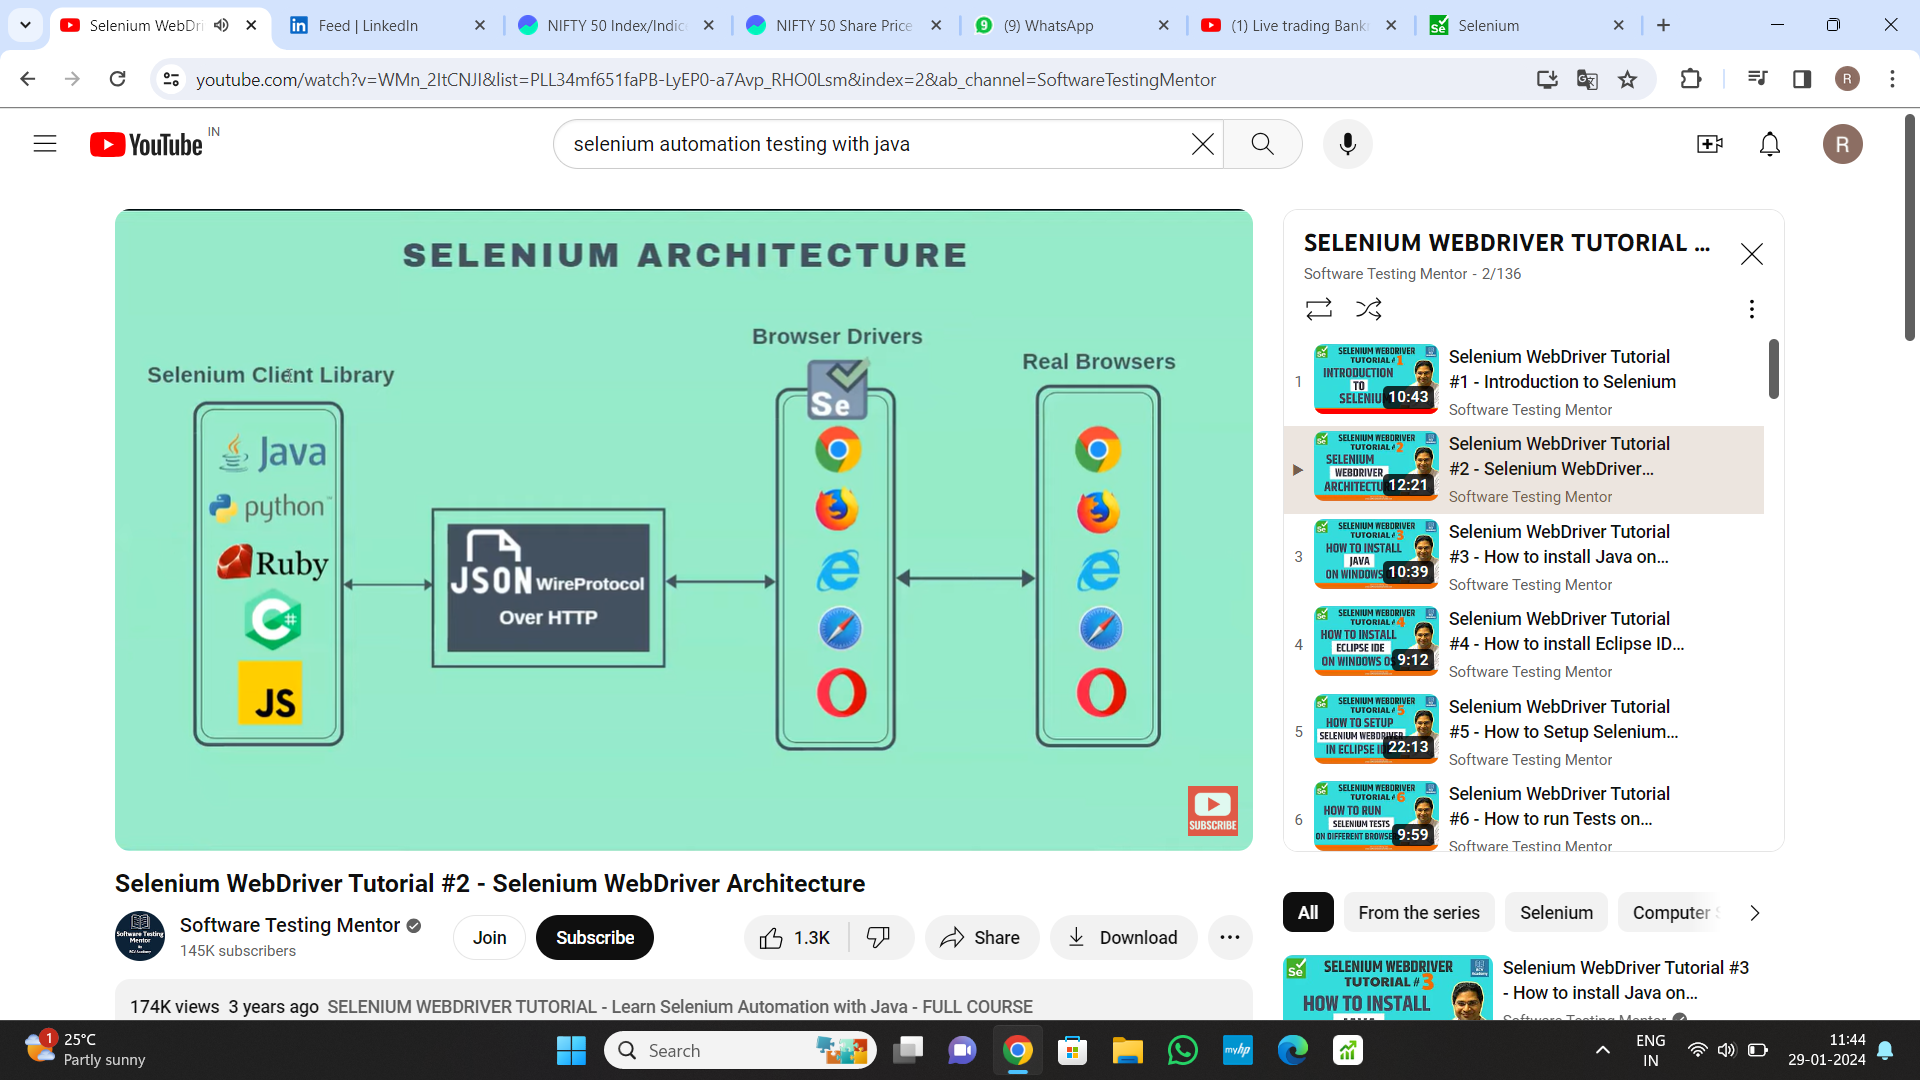 Selenium WebDri
Feed | LinkedIn
NIFTY 50 Index/Indic
NIFTY 50 Share Price
9
(9) WhatsApp
(1) Live trading Bank
Se
Selenium
youtube.com/watch?v=WMn_2ItCNJI&list=PLL34mf651faPB-LyEP0-a7Avp_RHO0Lsm&index=2&ab_channel=SoftwareTestingMentor
R
YouTube IN
selenium automation testing with java
R
SELENIUM ARCHITECTURE
Selenium Client Library
Java
python
Ruby
C#
JS
JSON WireProtocol
Over HTTP
Browser Drivers
Se
Real Browsers
SUBSCRIBE
SELENIUM WEBDRIVER TUTORIAL ...
Software Testing Mentor - 2/136
1
SELENIUM WEBDRIVER
TUTORIAL # 1
INTRODUCTION
TO
SELENIUM
10:43
Selenium WebDriver Tutorial
#1 - Introduction to Selenium
Software Testing Mentor
SELENIUM WEBDRIVER
TUTORIAL # 2
SELENIUM
WEBDRIVER
ARCHITECTU
12:21
Selenium WebDriver Tutorial
#2 - Selenium WebDriver...
Software Testing Mentor
3
SELENIUM WEBDRIVER
TUTORIAL # 3
HOW TO INSTALL
JAVA
ON WINDOWS
10:39
Selenium WebDriver Tutorial
#3 - How to install Java on...
Software Testing Mentor
4
SELENIUM WEBDRIVER
TUTORIAL # 4
HOW TO INSTALL
ECLIPSE IDE
ON WINDOWS OS
9:12
Selenium WebDriver Tutorial
#4 - How to install Eclipse ID...
Software Testing Mentor
5
SELENIUM WEBDRIVER
TUTORIAL # 5
HOW TO SETUP
SELENIUM WEBDRIVER
IN ECLIPSE ID
22:13
Selenium WebDriver Tutorial
#5 - How to Setup Selenium...
Software Testing Mentor
6
SELENIUM WEBDRIVER
TUTORIAL # 6
HOW TO RUN
SELENIUM TESTS
ON DIFFERENT BROWSE
9:59
Selenium WebDriver Tutorial
#6 - How to run Tests on...
Software Testing Mentor
Selenium WebDriver Tutorial #2 - Selenium WebDriver Architecture
Software Testing Mentor
145K subscribers
Join
Subscribe
1.3K
Share
Download
174K views 3 years ago SELENIUM WEBDRIVER TUTORIAL - Learn Selenium Automation with Java - FULL COURSE
All
From the series
Selenium
Computer S
Se
SELENIUM WEBDRIVER
TUTORIAL # 3
HOW TO INSTALL
JAVA
Selenium WebDriver Tutorial #3
- How to install Java on...
Software Testing Mentor
1
25°C
Partly sunny
Search
myhp
ENG
IN
11:44
29-01-2024